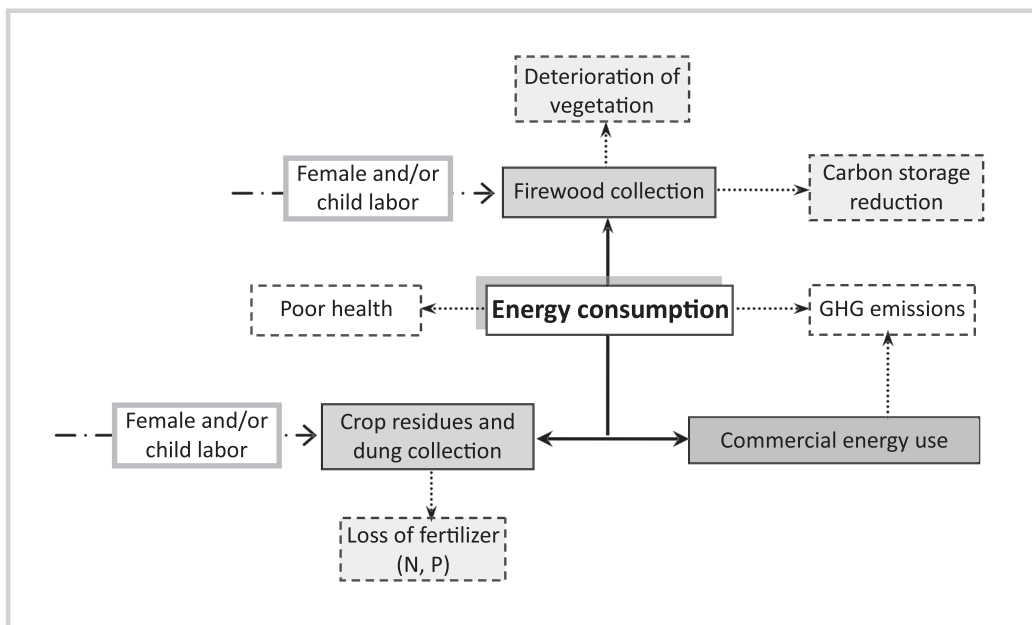 Deterioration of
vegetation
Female and/or
child labor
Firewood collection
Carbon storage
reduction
Poor health
Energy consumption
GHG emissions
Female and/or
child labor
Crop residues and
dung collection
Commercial energy use
Loss of fertilizer
(N, P)